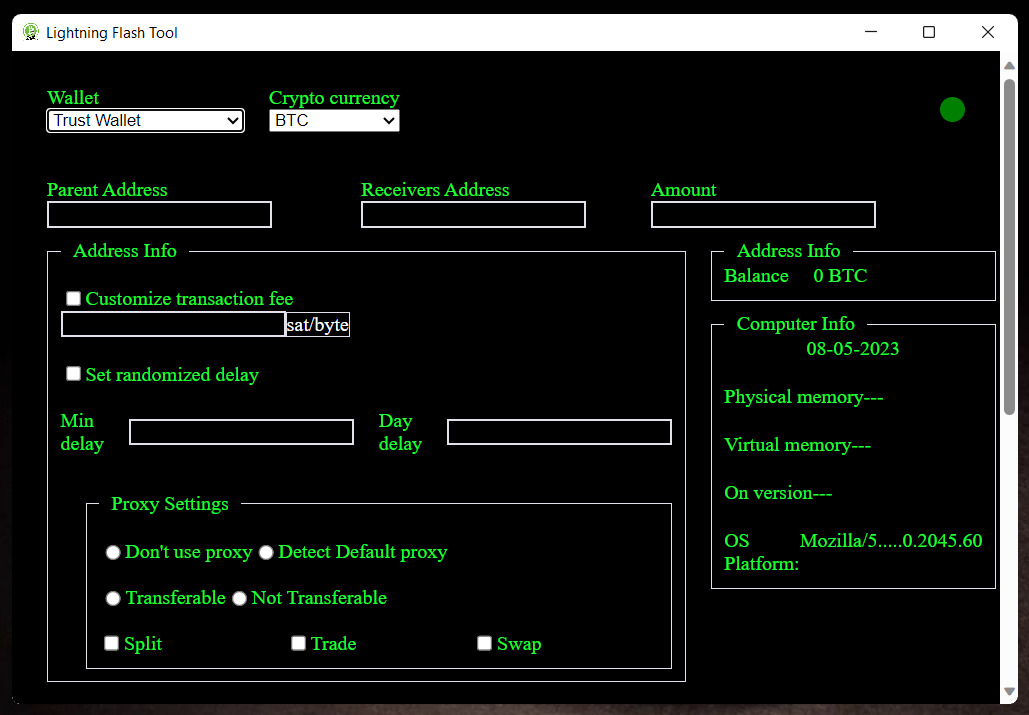 Lightning Flash Tool
Wallet
Crypto currency
Trust Wallet
BTC
Parent Address
Receivers Address
Amount
Address Info
Customize transaction fee
sat/byte
Set randomized delay
Min
delay
Day
delay
Proxy Settings
Don't use proxy
Detect Default proxy
Transferable
Not Transferable
Split
Trade
Swap
Address Info
Balance 0 BTC
Computer Info
08-05-2023
Physical memory---
Virtual memory---
On version---
OS Mozilla/5.....0.2045.60
Platform: